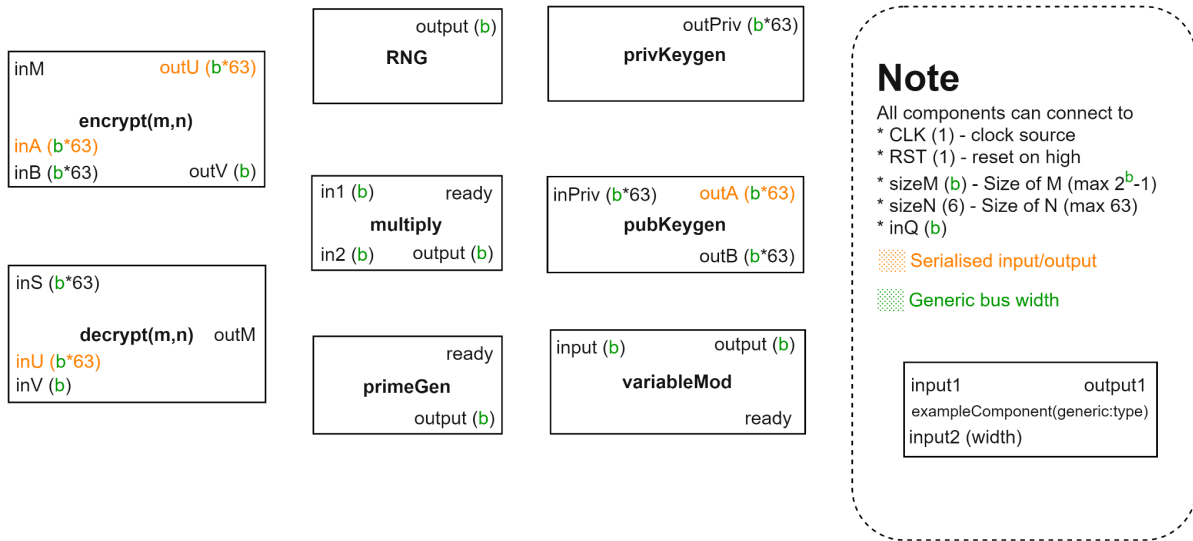 inM
outU (b*63)
encrypt(m,n)
inA (b*63)
inB (b*63)
outV (b)
inS (b*63)
decrypt(m,n)
outM
inU (b*63)
inV (b)
output (b)
RNG
in1 (b)
ready
multiply
in2 (b)
output (b)
ready
primeGen
output (b)
outPriv (b*63)
privKeygen
inPriv (b*63)
outA (b*63)
pubKeygen
outB (b*63)
input (b)
output (b)
variableMod
ready
Note
All components can connect to
* CLK (1) - clock source
* RST (1) - reset on high
* sizeM (b) - Size of M (max 2^b-1)
* sizeN (6) - Size of N (max 63)
* inQ (b)
Serialised input/output
Generic bus width
input1
output1
exampleComponent(generic:type)
input2 (width)